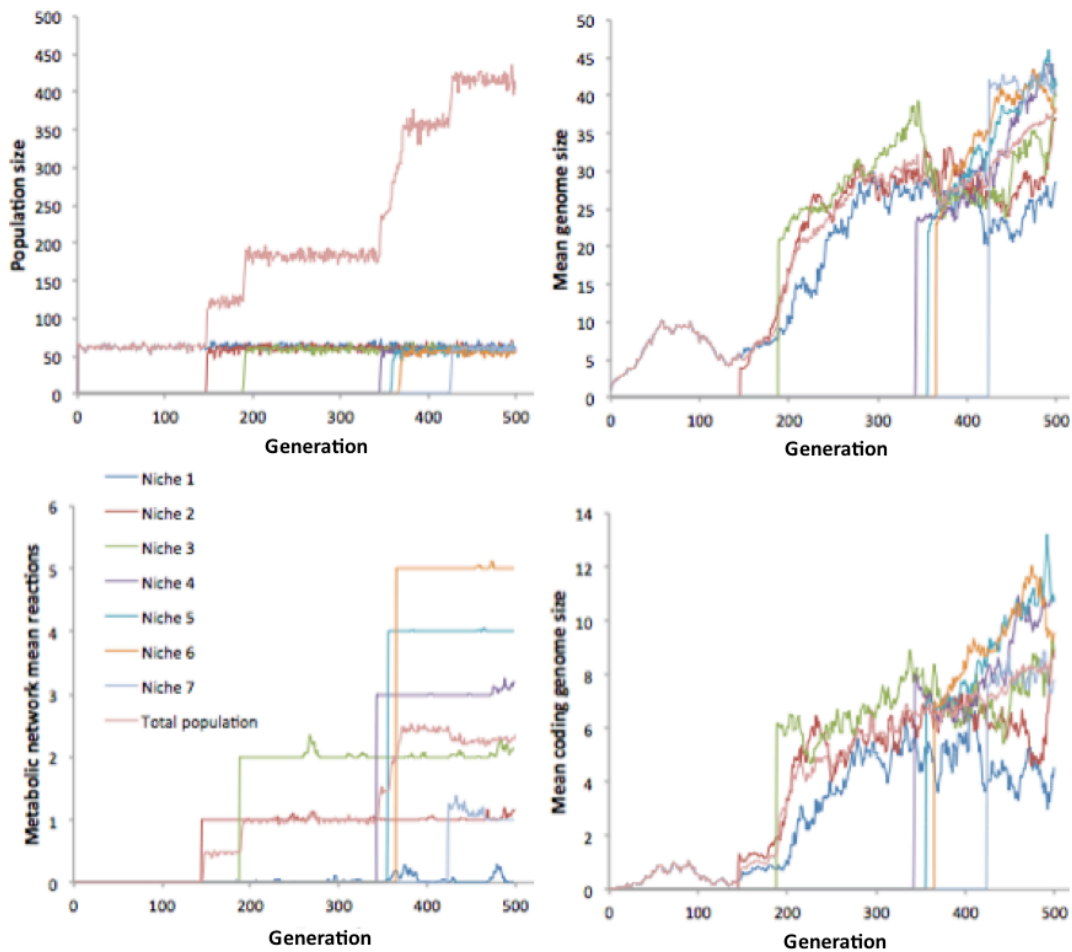 Population size
500
450
400
350
300
250
200
150
100
50
0
0 100 200 300 400 500
Generation
Mean genome size
50
45
40
35
30
25
20
15
10
5
0
0 100 200 300 400 500
Generation
Metabolic network mean reactions
6
5
4
3
2
1
0
Niche 1
Niche 2
Niche 3
Niche 4
Niche 5
Niche 6
Niche 7
Total population
0 100 200 300 400 500
Generation
Mean coding genome size
14
12
10
8
6
4
2
0
0 100 200 300 400 500
Generation